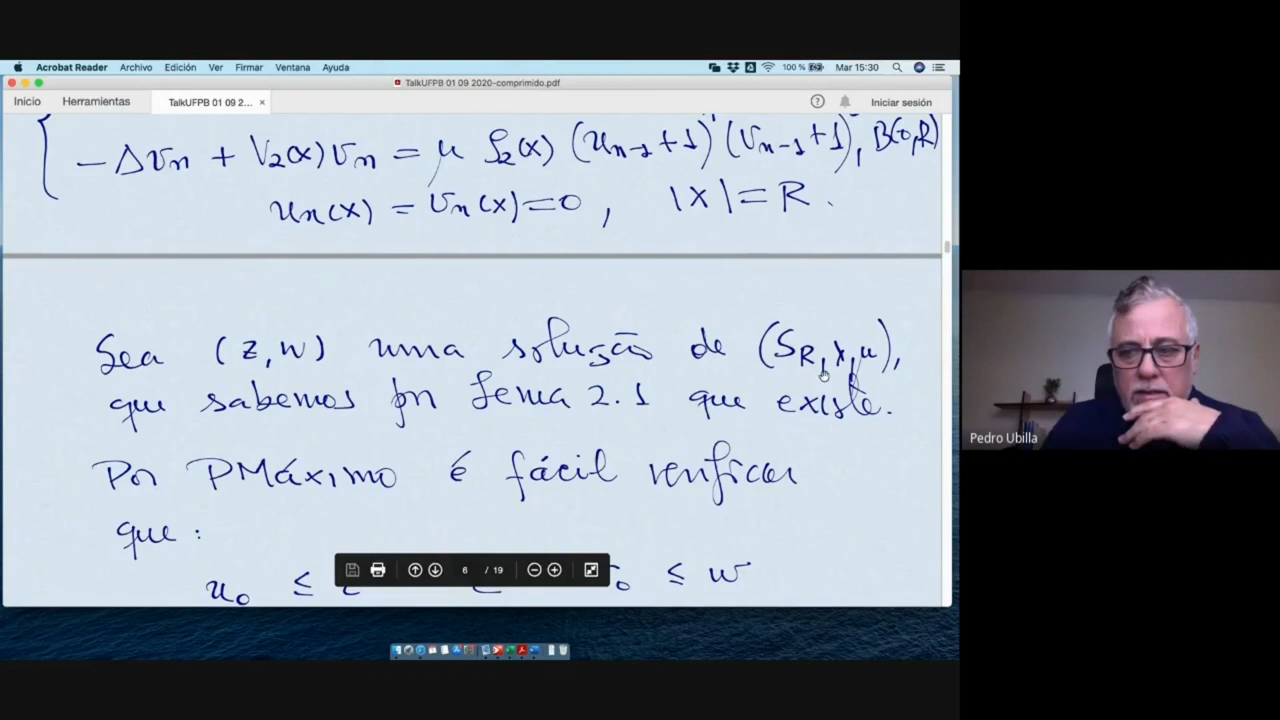 Acrobat Reader Archivo Edición Ver Firmar Ventana Ayuda 100 % Mar 15:30
TalkUFPB 01 09 2020-comprimido.pdf
Inicio Herramientas TalkUFPB 01 09 2... × Iniciar sesión
-Δvn + V2(x)vn = μ ρ2(x) (un-1+1) (vn-1+1), B(0,R)
un(x) = vn(x)=0, |x|=R.
Sea (z,w) uma solução de (SR,λ,μ),
que sabemos por Lema 2.1 que existe.
Por PMáximo é fácil verificar
que:
u0 ≤ ≤ w
6 / 19
Pedro Ubilla